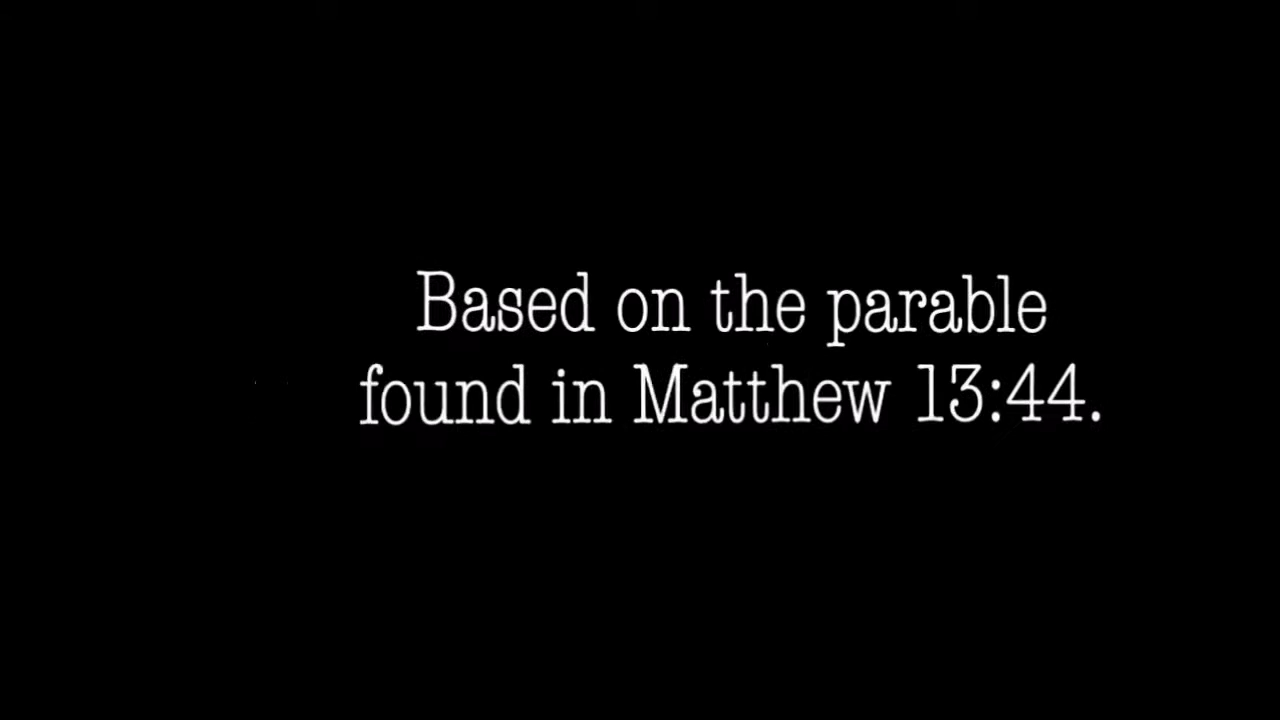 Based on the parable
found in Matthew 13:44.